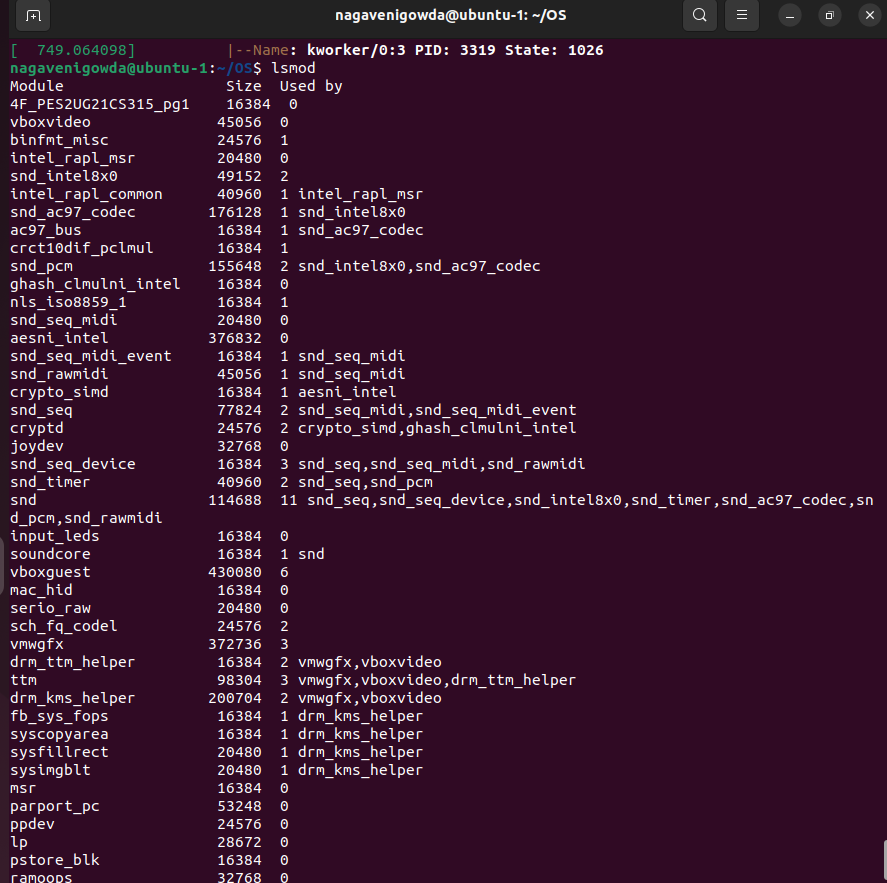 nagavenigowda@ubuntu-1: ~/OS
[  749.064098]          |--Name: kworker/0:3 PID: 3319 State: 1026
nagavenigowda@ubuntu-1:~/OS$ lsmod
Module                  Size  Used by
4F_PES2UG21CS315_pg1    16384  0
vboxvideo              45056  0
binfmt_misc            24576  1
intel_rapl_msr         20480  0
snd_intel8x0           49152  2
intel_rapl_common      40960  1 intel_rapl_msr
snd_ac97_codec        176128  1 snd_intel8x0
ac97_bus               16384  1 snd_ac97_codec
crct10dif_pclmul       16384  1
snd_pcm               155648  2 snd_intel8x0,snd_ac97_codec
ghash_clmulni_intel    16384  0
nls_iso8859_1          16384  1
snd_seq_midi           20480  0
aesni_intel           376832  0
snd_seq_midi_event     16384  1 snd_seq_midi
snd_rawmidi            45056  1 snd_seq_midi
crypto_simd            16384  1 aesni_intel
snd_seq                77824  2 snd_seq_midi,snd_seq_midi_event
cryptd                 24576  2 crypto_simd,ghash_clmulni_intel
joydev                 32768  0
snd_seq_device         16384  3 snd_seq,snd_seq_midi,snd_rawmidi
snd_timer              40960  2 snd_seq,snd_pcm
snd                   114688  11 snd_seq,snd_seq_device,snd_intel8x0,snd_timer,snd_ac97_codec,sn
d_pcm,snd_rawmidi
input_leds             16384  0
soundcore              16384  1 snd
vboxguest             430080  6
mac_hid                16384  0
serio_raw              20480  0
sch_fq_codel           24576  2
vmwgfx                372736  3
drm_ttm_helper         16384  2 vmwgfx,vboxvideo
ttm                    98304  3 vmwgfx,vboxvideo,drm_ttm_helper
drm_kms_helper        200704  2 vmwgfx,vboxvideo
fb_sys_fops            16384  1 drm_kms_helper
syscopyarea            16384  1 drm_kms_helper
sysfillrect            20480  1 drm_kms_helper
sysimgblt              20480  1 drm_kms_helper
msr                    16384  0
parport_pc             53248  0
ppdev                  24576  0
lp                     28672  0
pstore_blk             16384  0
ramoops                32768  0